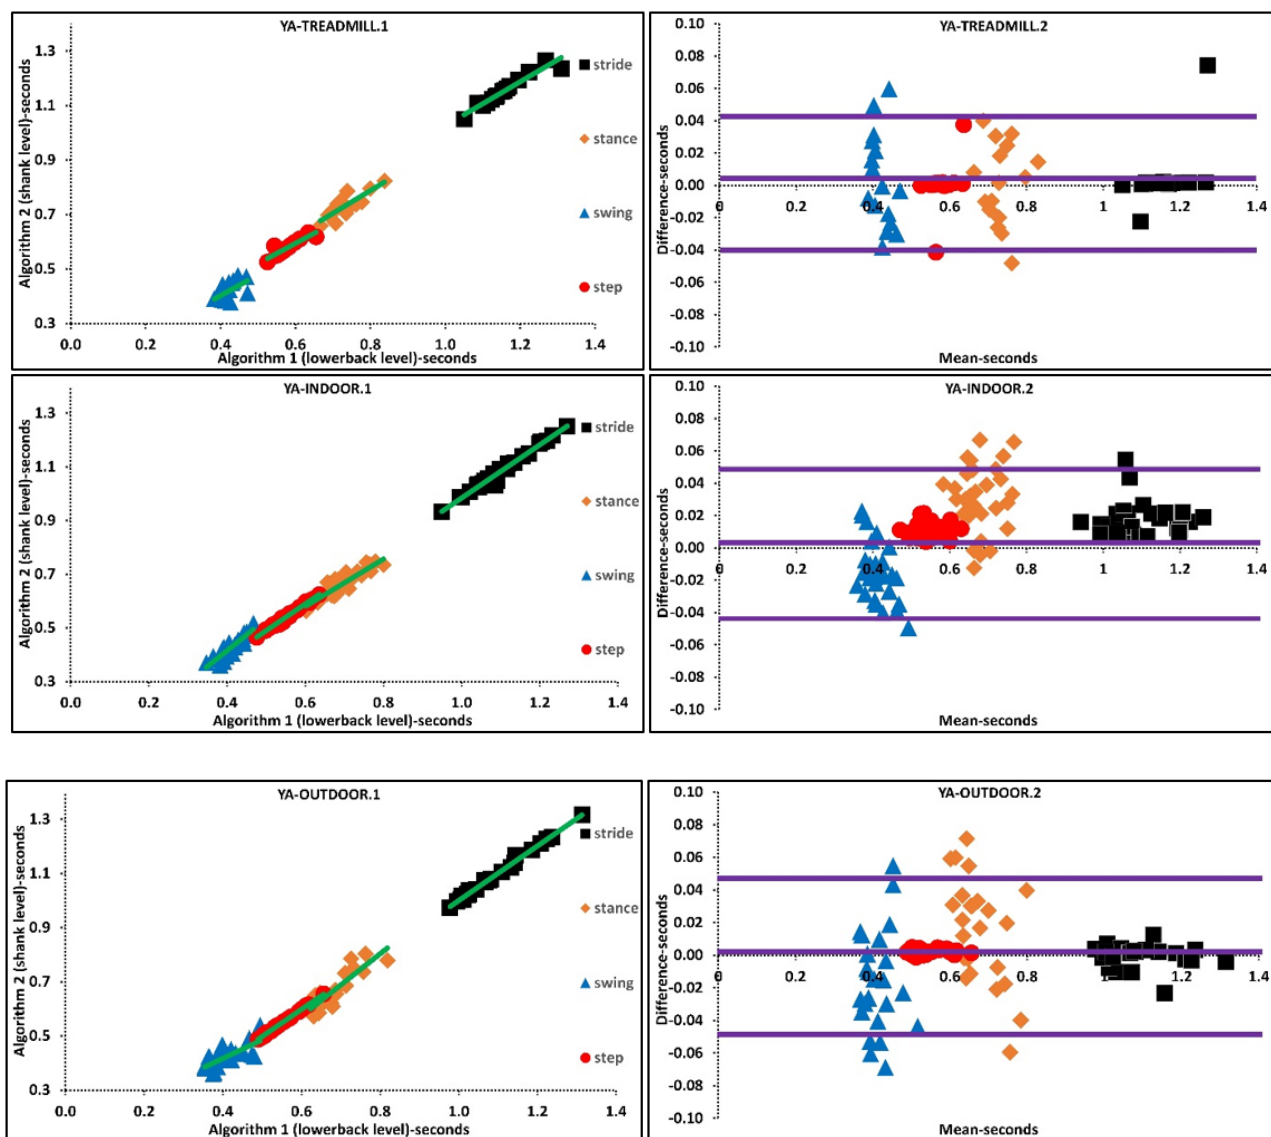 YA-TREADMILL.1
Algorithm 2 (shank level)-seconds
1.3
1.1
0.9
0.7
0.5
0.3
0.0 0.2 0.4 0.6 0.8 1.0 1.2 1.4
Algorithm 1 (lowerback level)-seconds
stride
stance
swing
step
YA-TREADMILL.2
Difference-seconds
0.10
0.08
0.06
0.04
0.02
0.00
-0.02
-0.04
-0.06
-0.08
-0.10
0 0.2 0.4 0.6 0.8 1 1.2 1.4
Mean-seconds
YA-INDOOR.1
Algorithm 2 (shank level)-seconds
1.3
1.1
0.9
0.7
0.5
0.3
0.0 0.2 0.4 0.6 0.8 1.0 1.2 1.4
Algorithm 1 (lowerback level)-seconds
stride
stance
swing
step
YA-INDOOR.2
Difference-seconds
0.10
0.08
0.06
0.04
0.02
0.00
-0.02
-0.04
-0.06
-0.08
-0.10
0 0.2 0.4 0.6 0.8 1 1.2 1.4
Mean-seconds
YA-OUTDOOR.1
Algorithm 2 (shank level)-seconds
1.3
1.1
0.9
0.7
0.5
0.3
0.0 0.2 0.4 0.6 0.8 1.0 1.2 1.4
Algorithm 1 (lowerback level)-seconds
stride
stance
swing
step
YA-OUTDOOR.2
Difference-seconds
0.10
0.08
0.06
0.04
0.02
0.00
-0.02
-0.04
-0.06
-0.08
-0.10
0 0.2 0.4 0.6 0.8 1 1.2 1.4
Mean-seconds